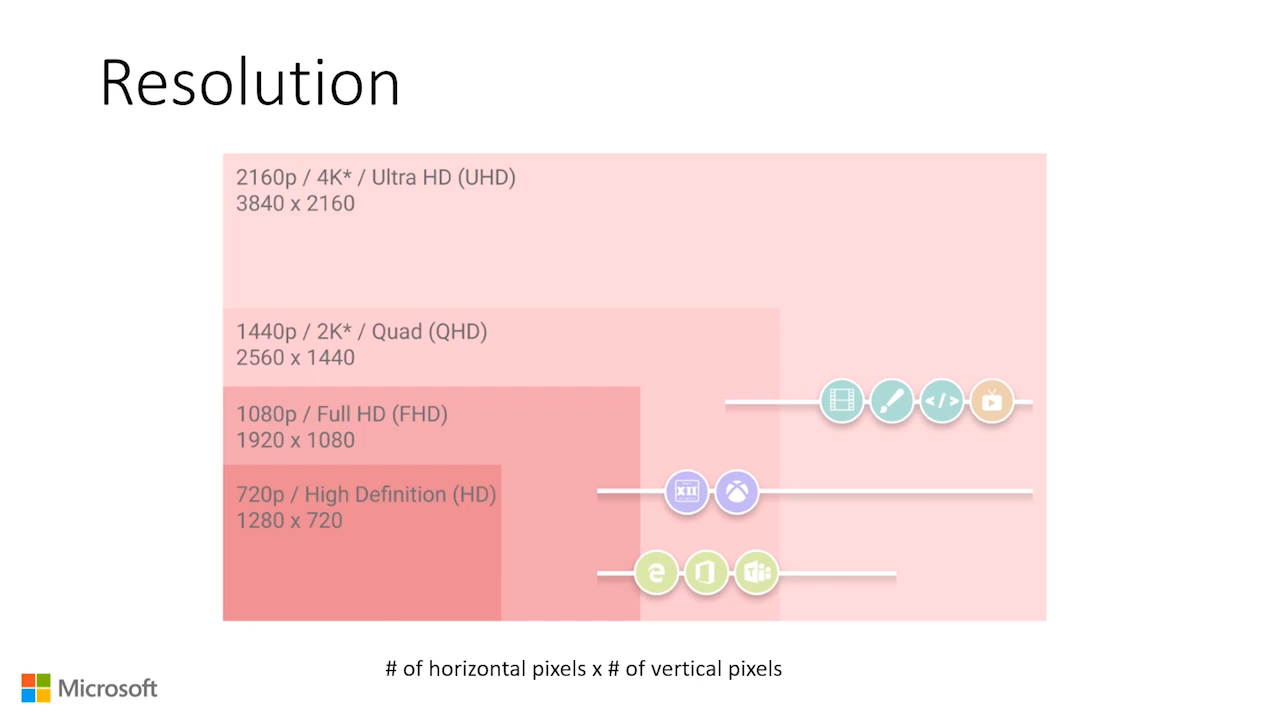 Resolution
2160p / 4K* / Ultra HD (UHD)
3840 x 2160
1440p / 2K* / Quad (QHD)
2560 x 1440
1080p / Full HD (FHD)
1920 x 1080
720p / High Definition (HD)
1280 x 720
</>
XII
# of horizontal pixels x # of vertical pixels
Microsoft